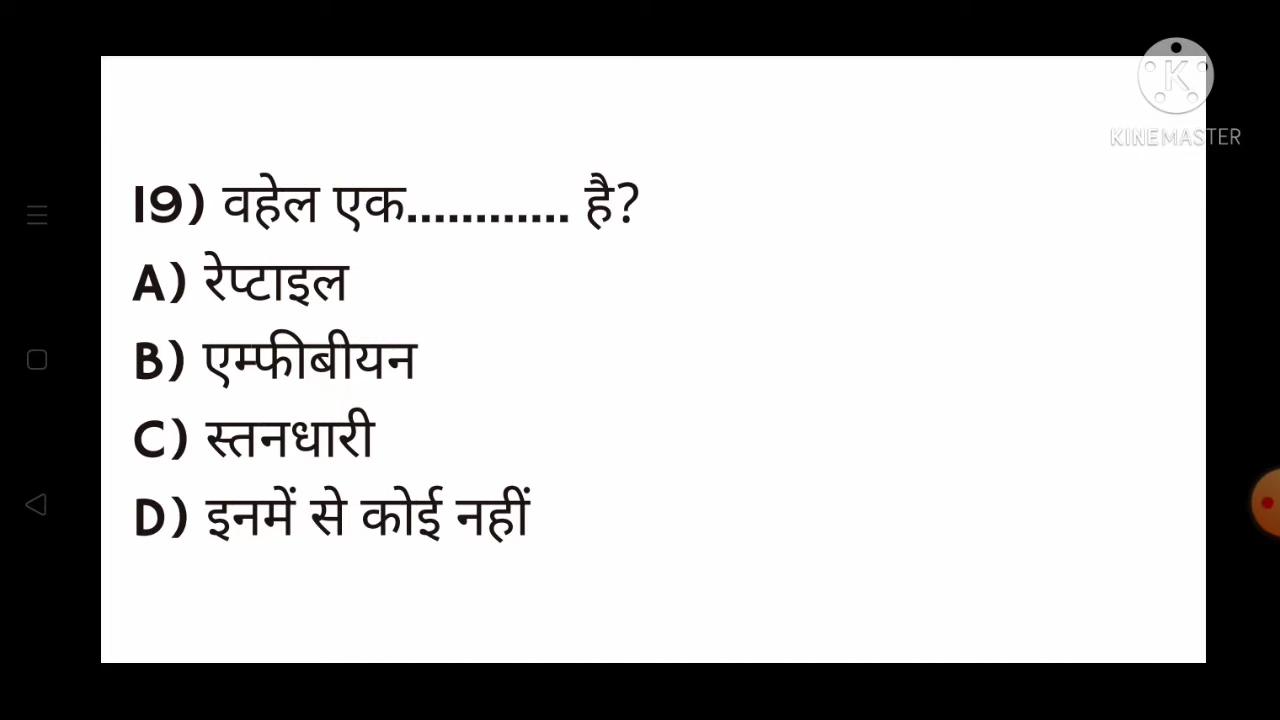 KINEMASTER
19) वहेल एक............ है?
A) रेप्टाइल
B) एम्फीबीयन
C) स्तनधारी
D) इनमें से कोई नहीं